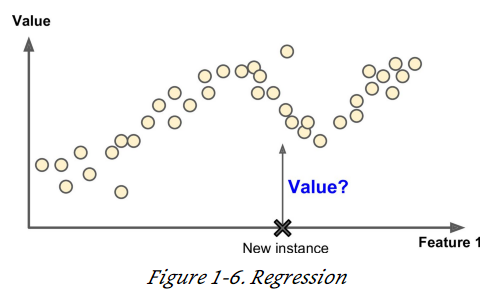 Value
Value?
New instance
Feature 1
Figure 1-6. Regression